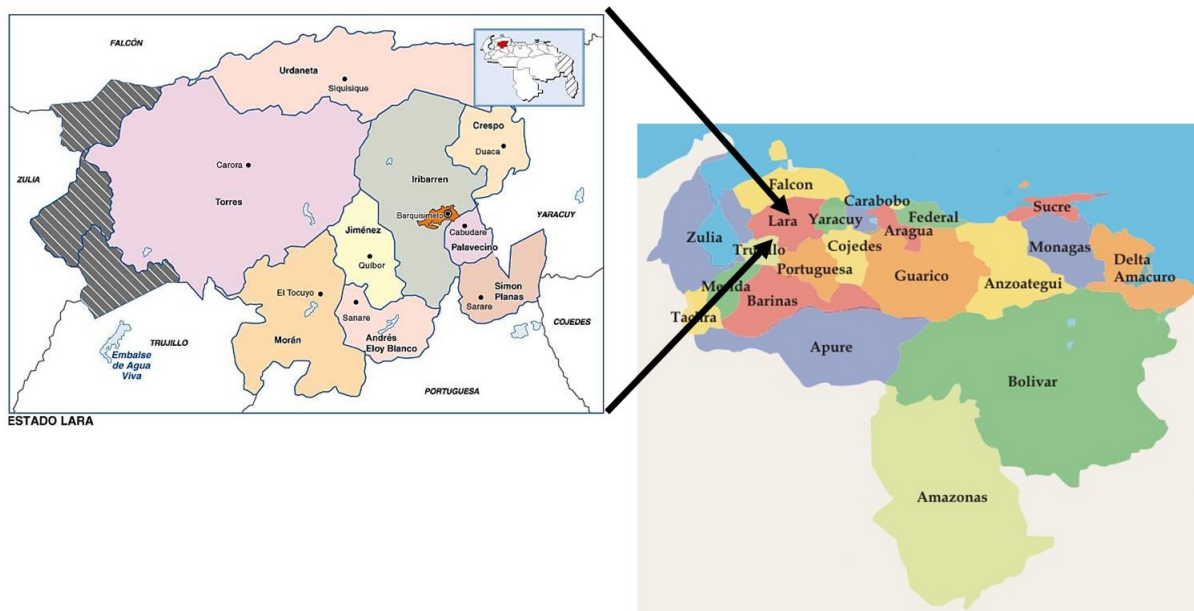 FALCÓN
Urdaneta
Siquisique
Crespo
Duaca
Carora
Iribarren
ZULIA
Torres
Barquisimeto
YARACUY
Cabudare
Jiménez
Palavecino
Quíbor
Simon
Planas
El Tocuyo
Sarare
Sanare
COJEDES
TRUJILLO
Morán
Andrés
Eloy Blanco
Embalse
de Agua
Viva
PORTUGUESA
ESTADO LARA
Falcon
Carabobo
Sucre
Lara
Yaracuy
Federal
Aragua
Zulia
Trujillo
Cojedes
Monagas
Delta
Amacuro
Portuguesa
Guarico
Anzoategui
Merida
Barinas
Tachra
Apure
Bolivar
Amazonas